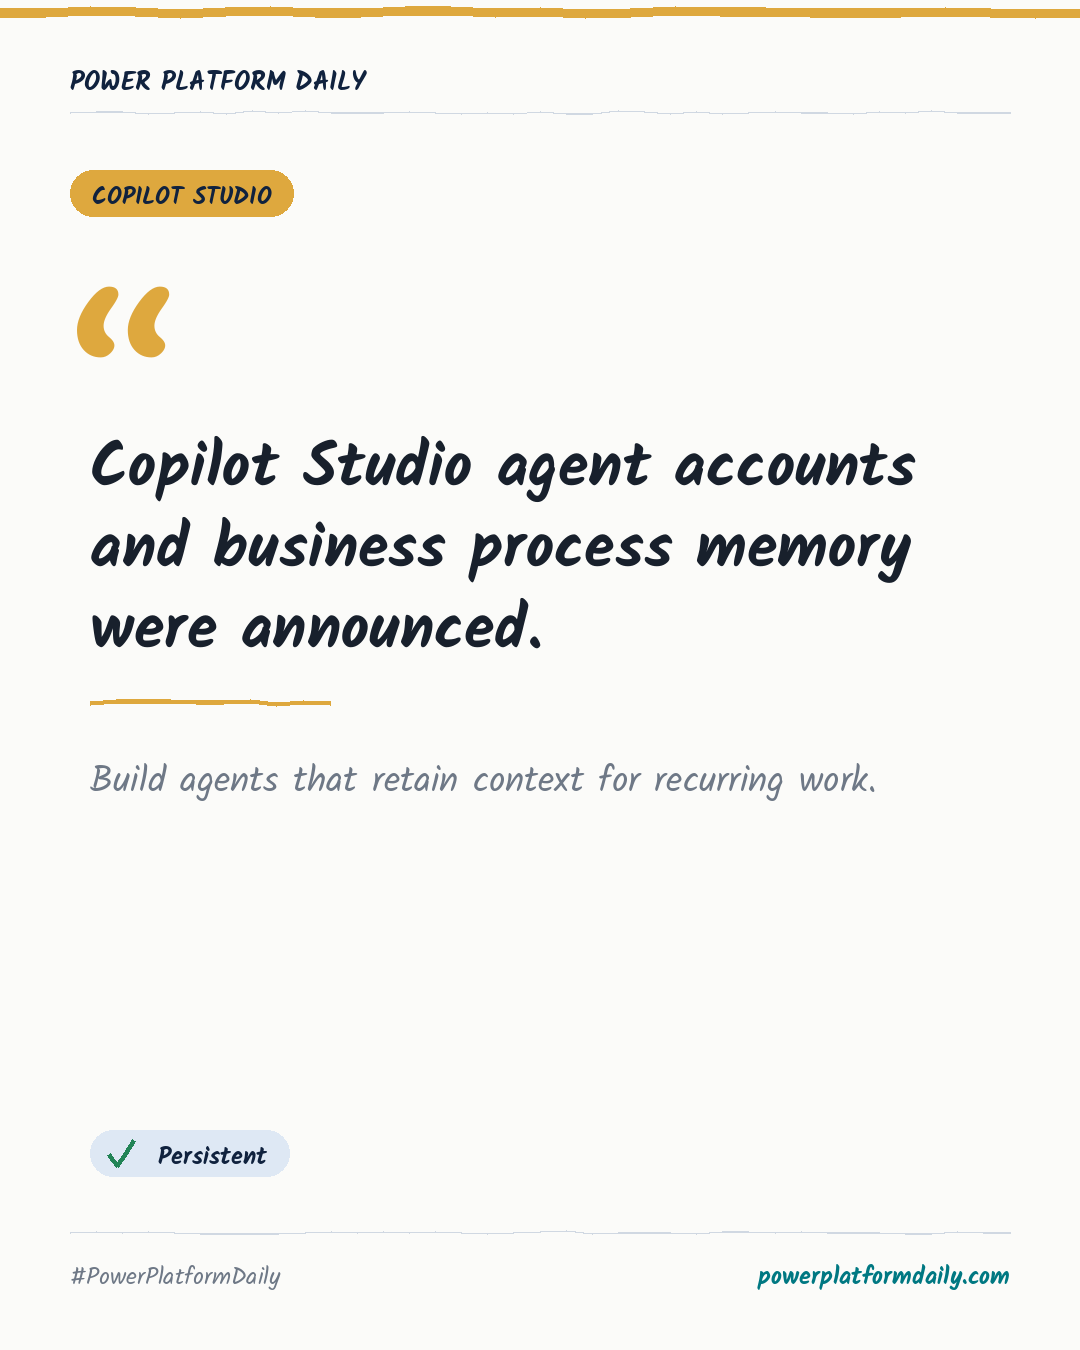 POWER PLATFORM DAILY
COPILOT STUDIO
“
Copilot Studio agent accounts
and business process memory
were announced.
Build agents that retain context for recurring work.
Persistent
#PowerPlatformDaily
powerplatformdaily.com